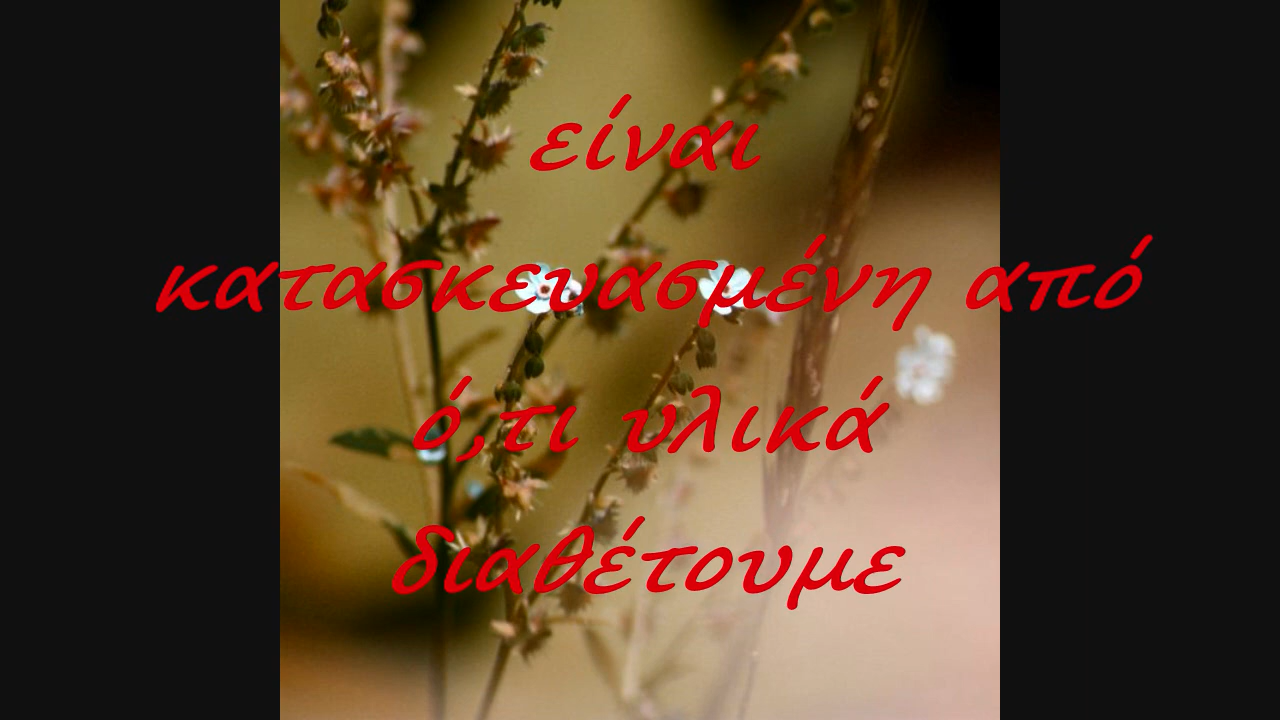 είναι
κατασκευασμένη από
ό,τι υλικά
διαθέτουμε